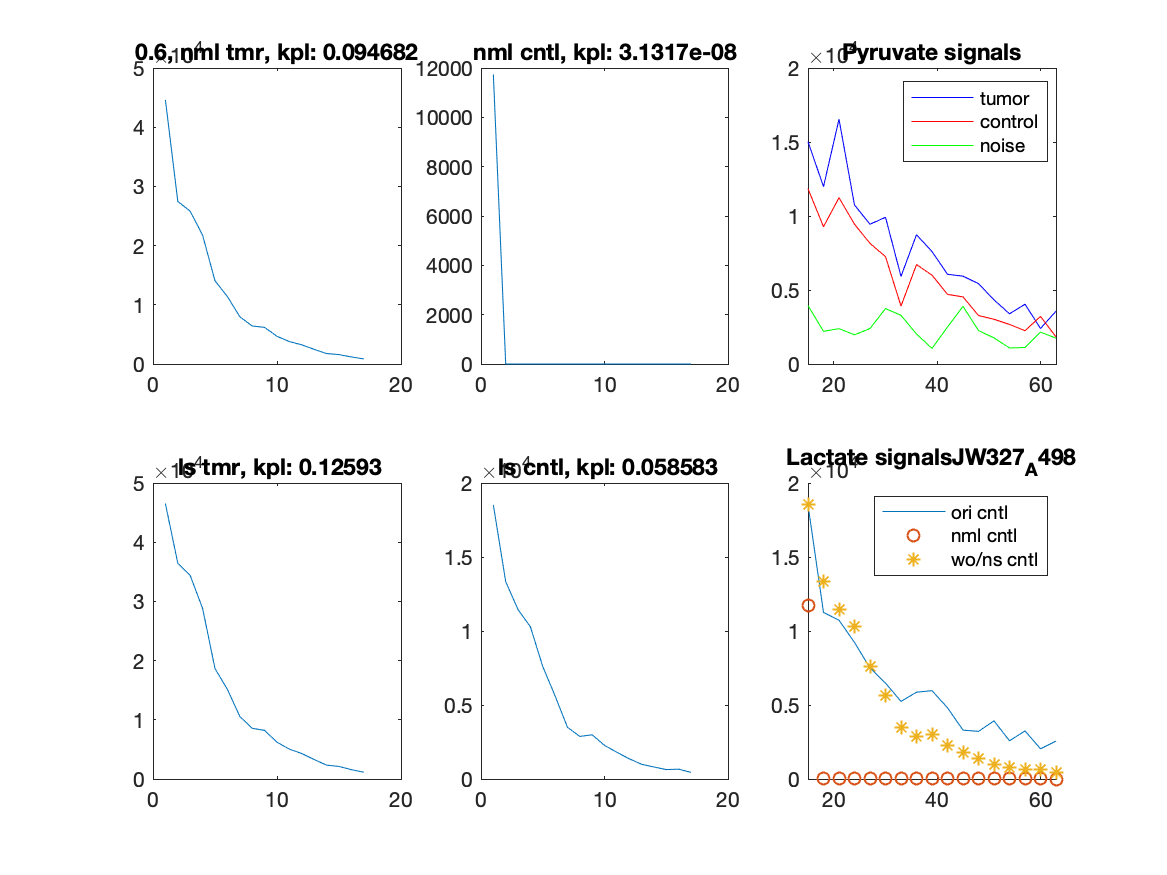 0.6, nml tmr, kpl: 0.094682
×10^4
5
4
3
2
1
0
0 10 20
nml cntl, kpl: 3.1317e-08
12000
10000
8000
6000
4000
2000
0
0 10 20
Pyruvate signals
×10^4
2
1.5
1
0.5
0
20 40 60
tumor
control
noise
ls tmr, kpl: 0.12593
×10^4
5
4
3
2
1
0
0 10 20
ls cntl, kpl: 0.058583
×10^4
2
1.5
1
0.5
0
0 10 20
Lactate signalsJW327_A498
×10^4
2
1.5
1
0.5
0
20 40 60
ori cntl
nml cntl
wo/ns cntl